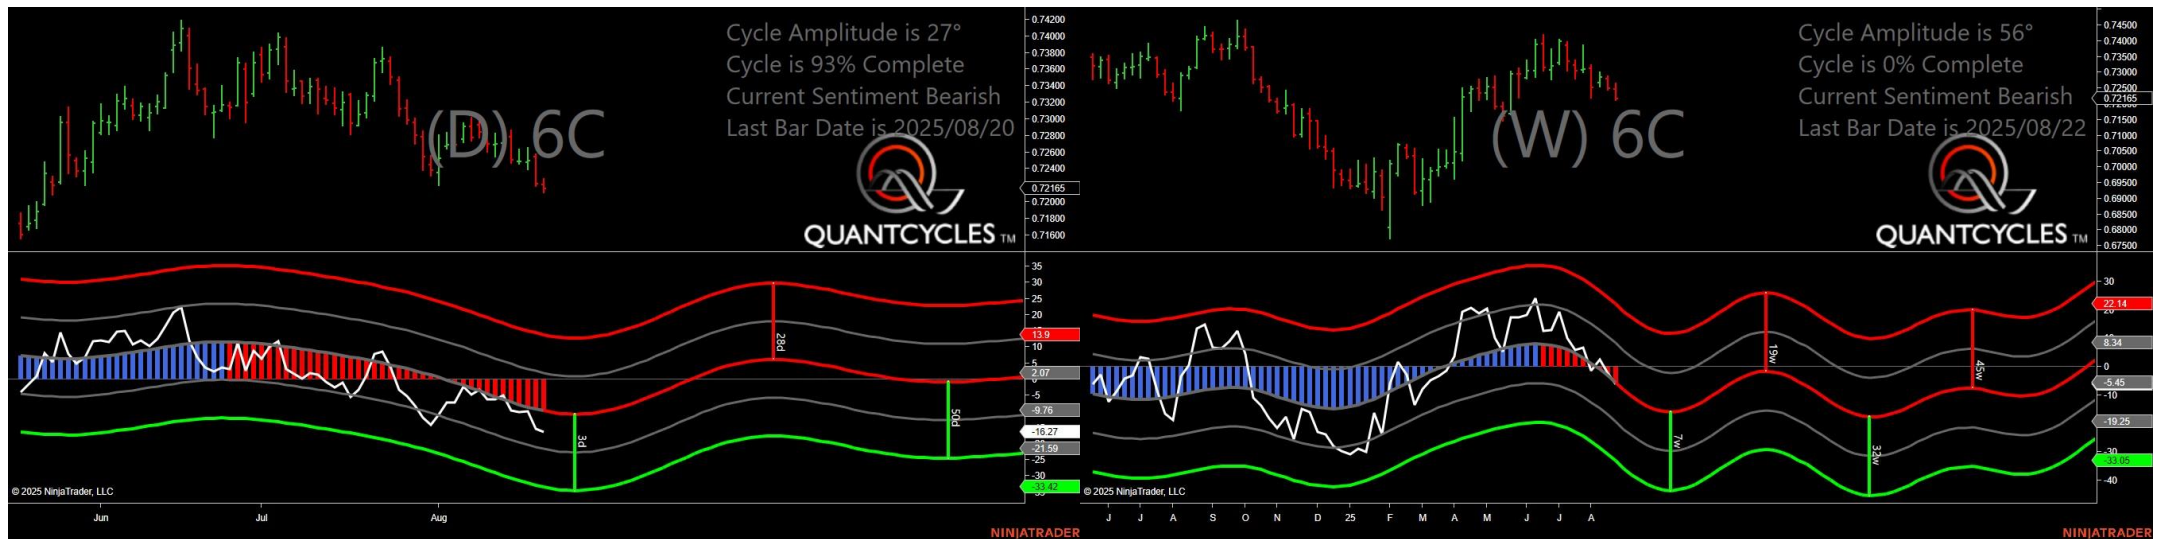 Cycle Amplitude is 27°
Cycle is 93% Complete
Current Sentiment Bearish
Last Bar Date is 2025/08/20
(D) 6C
QUANTCYCLES TM
0.74200
0.74000
0.73800
0.73600
0.73400
0.73200
0.73000
0.72800
0.72600
0.72400
0.72165
0.72000
0.71800
0.71600
35
30
25
20
13.9
10
5
2.07
-5
-9.76
-16.27
-21.59
-25
-30
-33.42
3d
28d
50d
© 2025 NinjaTrader, LLC
Jun Jul Aug
NINJATRADER
Cycle Amplitude is 56°
Cycle is 0% Complete
Current Sentiment Bearish
Last Bar Date is 2025/08/22
(W) 6C
QUANTCYCLES TM
0.74500
0.74000
0.73500
0.73000
0.72500
0.72165
0.71500
0.71000
0.70500
0.70000
0.69500
0.69000
0.68500
0.68000
0.67500
30
22.14
20
8.34
0
-5.45
-10
-19.25
-30
-33.05
-40
7w
19w
32w
45w
© 2025 NinjaTrader, LLC
J J A S O N D 25 F M A M J J A
NINJATRADER